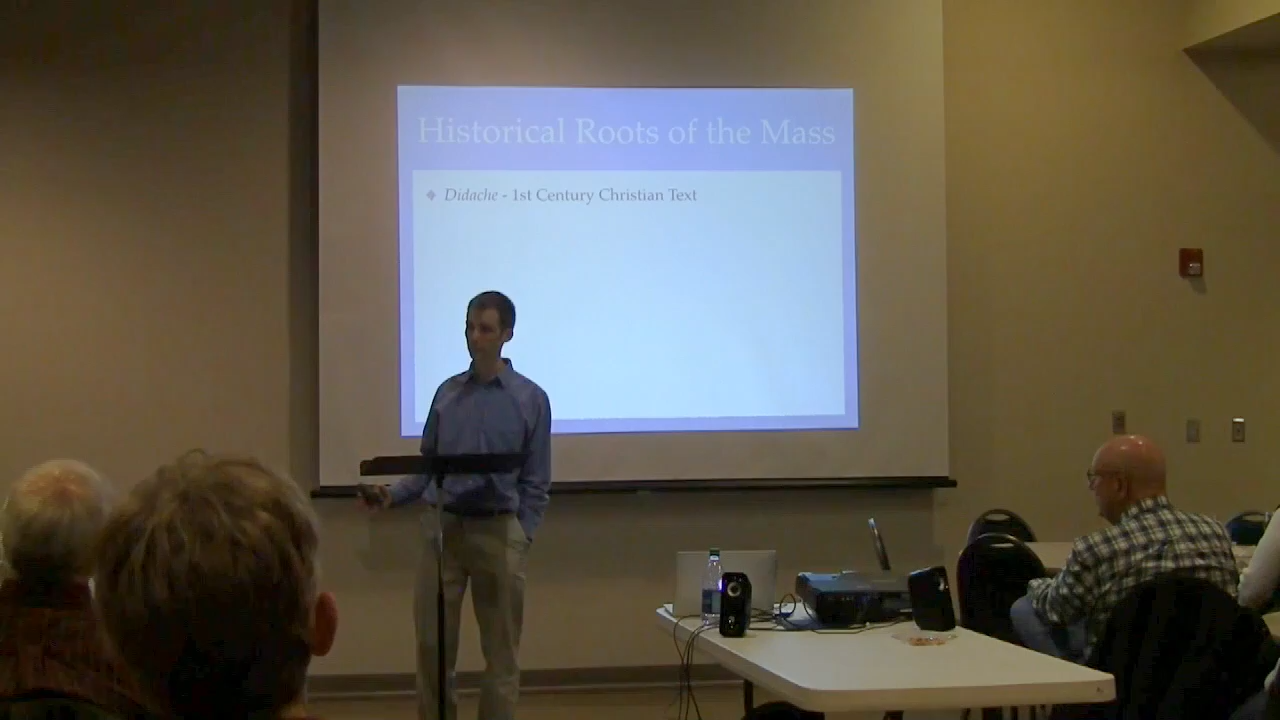 Historical Roots of the Mass
Didache - 1st Century Christian Text